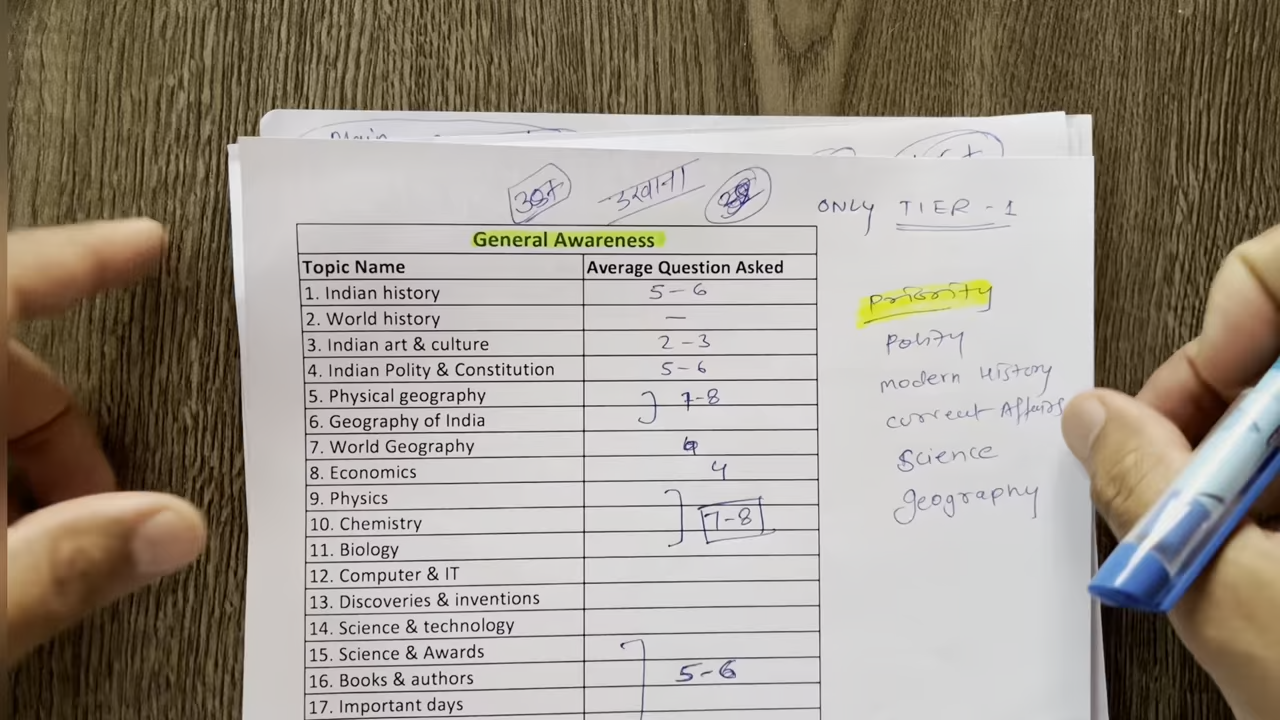 Main
387 उखाना 38
ONLY TIER - 1
General Awareness
Topic Name Average Question Asked
1. Indian history 5 - 6
2. World history —
3. Indian art & culture 2 - 3
4. Indian Polity & Constitution 5 - 6
5. Physical geography 7-8
6. Geography of India
7. World Geography
8. Economics 4
9. Physics
10. Chemistry 7-8
11. Biology
12. Computer & IT
13. Discoveries & inventions
14. Science & technology
15. Science & Awards
16. Books & authors 5-6
17. Important days
Priority
Polity
modern History
current Affairs
Science
geography